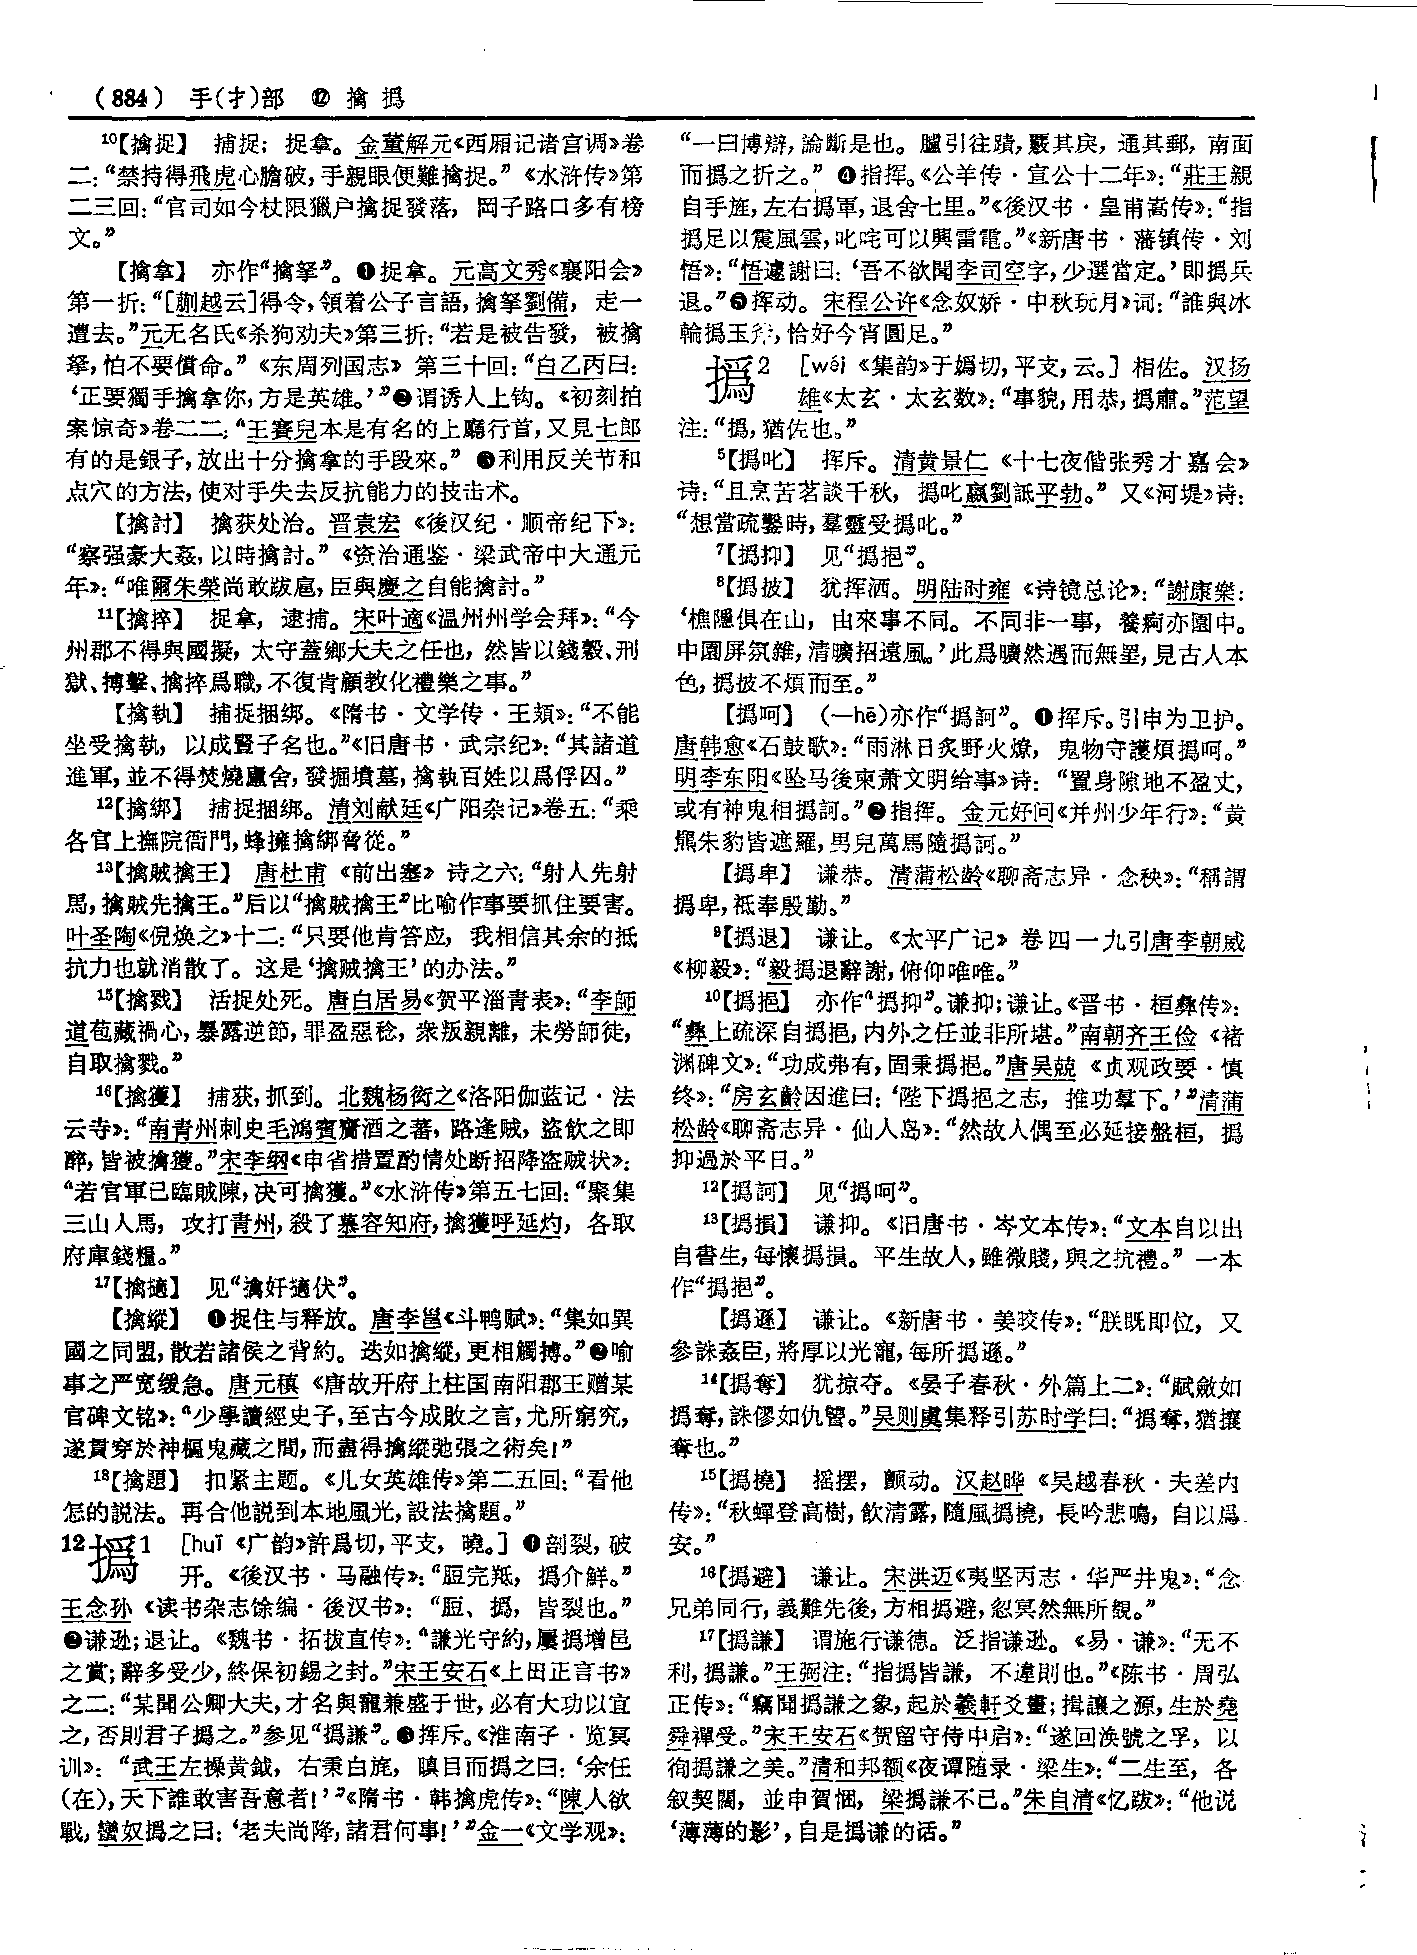 (884) 手(扌)部 ⑫ 擒 撝
¹⁰【擒捉】 捕捉；捉拿。金董解元《西厢记诸宫调》卷
二：“禁持得飛虎心膽破，手親眼便難擒捉。”《水浒传》第
二三回：“官司如今杖限獵户擒捉發落，岡子路口多有榜
文。”
【擒拿】 亦作“擒拏”。❶捉拿。元高文秀《襄阳会》
第一折：“[蒯越云]得令，領着公子言語，擒拏劉備，走一
遭去。”元无名氏《杀狗劝夫》第三折：“若是被告發，被擒
拏，怕不要償命。”《东周列国志》第三十回：“白乙丙曰：
‘正要獨手擒拿你，方是英雄。’”❷谓诱人上钩。《初刻拍
案惊奇》卷二二：“王賽兒本是有名的上廳行首，又見七郎
有的是銀子，放出十分擒拿的手段來。”❸利用反关节和
点穴的方法，使对手失去反抗能力的技击术。
【擒討】 擒获处治。晋袁宏《後汉纪·顺帝纪下》：
“察强豪大姦，以時擒討。”《资治通鉴·梁武帝中大通元
年》：“唯爾朱榮尚敢跋扈，臣與慶之自能擒討。”
¹¹【擒捽】 捉拿，逮捕。宋叶適《温州州学会拜》：“今
州郡不得與國擬，太守蓋鄉大夫之任也，然皆以錢穀、刑
獄、搏擊、擒捽爲職，不復肯顧教化禮樂之事。”
【擒執】 捕捉捆绑。《隋书·文学传·王頍》：“不能
坐受擒執，以成豎子名也。”《旧唐书·武宗纪》：“其諸道
進軍，並不得焚燒廬舍，發掘墳墓，擒執百姓以爲俘囚。”
¹²【擒綁】 捕捉捆绑。清刘献廷《广阳杂记》卷五：“乘
各官上撫院衙門，蜂擁擒綁脅從。”
¹³【擒賊擒王】 唐杜甫《前出塞》诗之六：“射人先射
馬，擒賊先擒王。”后以“擒賊擒王”比喻作事要抓住要害。
叶圣陶《倪焕之》十二：“只要他肯答应，我相信其余的抵
抗力也就消散了。这是‘擒贼擒王’的办法。”
¹⁵【擒戮】 活捉处死。唐白居易《贺平淄青表》：“李師
道苞藏禍心，暴露逆節，罪盈惡稔，衆叛親離，未勞師徒，
自取擒戮。”
¹⁶【擒獲】 捕获，抓到。北魏杨衒之《洛阳伽蓝记·法
云寺》：“南青州刺史毛鴻賓齎酒之蕃，路逢賊，盜飲之即
醉，皆被擒獲。”宋李纲《申省措置酌情处断招降盗贼状》：
“若官軍已臨賊陳，决可擒獲。”《水浒传》第五七回：“聚集
三山人馬，攻打青州，殺了慕容知府，擒獲呼延灼，各取
府庫錢糧。”
¹⁷【擒擿】 见“擒奸擿伏”。
【擒縱】 ❶捉住与释放。唐李邕《斗鸭赋》：“集如異
國之同盟，散若諸侯之背約。迭如擒縱，更相觸搏。”❷喻
事之严宽缓急。唐元稹《唐故开府上柱国南阳郡王赠某
官碑文铭》：“少學讀經史子，至古今成敗之言，尤所窮究，
遂貫穿於神樞鬼藏之間，而盡得擒縱弛張之術矣！”
¹⁸【擒題】 扣紧主题。《儿女英雄传》第二五回：“看他
怎的説法。再合他説到本地風光，設法擒題。”
12撝1 [huī《广韵》許爲切，平支，曉。] ❶剖裂，破
开。《後汉书·马融传》：“脰完羝，撝介鮮。”
王念孙《读书杂志馀编·後汉书》：“脰、撝，皆裂也。”
❷谦逊；退让。《魏书·拓拔直传》：“謙光守約，屢撝增邑
之賞；辭多受少，終保初錫之封。”宋王安石《上田正言书》
之二：“某聞公卿大夫，才名與寵兼盛于世，必有大功以宜
之，否則君子撝之。”参见“撝謙”。❸挥斥。《淮南子·览冥
训》：“武王左操黄鉞，右秉白旄，瞋目而撝之曰：‘余任
(在)，天下誰敢害吾意者！’”《隋书·韩擒虎传》：“陳人欲
戰，蠻奴撝之曰：‘老夫尚降，諸君何事！’”金一《文学观》：
“一曰博辯，論斷是也。臚引往蹟，覈其戾，通其郵，南面
而撝之折之。”❹指挥。《公羊传·宣公十二年》：“莊王親
自手旌，左右撝軍，退舍七里。”《後汉书·皇甫嵩传》：“指
撝足以震風雲，叱咤可以興雷電。”《新唐书·藩镇传·刘
悟》：“悟遽謝曰：‘吾不欲聞李司空字，少選當定。’即撝兵
退。”❺挥动。宋程公许《念奴娇·中秋玩月》词：“誰與冰
輪撝玉斧，恰好今宵圓足。”
撝2 [wéi《集韵》于嬀切，平支，云。] 相佐。汉扬
雄《太玄·太玄数》：“事貌，用恭，撝肅。”范望
注：“撝，猶佐也。”
⁵【撝叱】 挥斥。清黄景仁《十七夜偕张秀才嘉会》
诗：“且烹苦茗談千秋，撝叱嬴劉詆平勃。”又《河堤》诗：
“想當疏鑿時，羣靈受撝叱。”
⁷【撝抑】 见“撝挹”。
⁸【撝披】 犹挥洒。明陆时雍《诗镜总论》：“謝康樂：
‘樵隱俱在山，由來事不同。不同非一事，養痾亦園中。
中園屏氛雜，清曠招遠風。’此爲曠然遇而無罣，見古人本
色，撝披不煩而至。”
【撝呵】 (—hē)亦作“撝訶”。❶挥斥。引申为卫护。
唐韩愈《石鼓歌》：“雨淋日炙野火燎，鬼物守護煩撝呵。”
明李东阳《坠马後柬萧文明给事》诗：“置身隙地不盈丈，
或有神鬼相撝訶。”❷指挥。金元好问《并州少年行》：“黄
熊朱豹皆遮羅，男兒萬馬隨撝訶。”
【撝卑】 谦恭。清蒲松龄《聊斋志异·念秧》：“稱謂
撝卑，祗奉殷勤。”
⁹【撝退】 谦让。《太平广记》卷四一九引唐李朝威
《柳毅》：“毅撝退辭謝，俯仰唯唯。”
¹⁰【撝挹】 亦作“撝抑”。谦抑；谦让。《晋书·桓彝传》：
“彝上疏深自撝挹，内外之任並非所堪。”南朝齐王俭《褚
渊碑文》：“功成弗有，固秉撝挹。”唐吴兢《贞观政要·慎
终》：“房玄齡因進曰：‘陛下撝挹之志，推功羣下。’”清蒲
松龄《聊斋志异·仙人岛》：“然故人偶至必延接盤桓，撝
抑過於平日。”
¹²【撝訶】 见“撝呵”。
¹³【撝損】 谦抑。《旧唐书·岑文本传》：“文本自以出
自書生，每懷撝損。平生故人，雖微賤，與之抗禮。”一本
作“撝挹”。
【撝遜】 谦让。《新唐书·姜皎传》：“朕既即位，又
參誅姦臣，將厚以光寵，每所撝遜。”
¹⁴【撝奪】 犹掠夺。《晏子春秋·外篇上二》：“賦斂如
撝奪，誅僇如仇讐。”吴则虞集释引苏时学曰：“撝奪，猶攘
奪也。”
¹⁵【撝橈】 摇摆，颤动。汉赵晔《吴越春秋·夫差内
传》：“秋蟬登高樹，飲清露，隨風撝撓，長吟悲鳴，自以爲
安。”
¹⁶【撝避】 谦让。宋洪迈《夷坚丙志·华严井鬼》：“念
兄弟同行，義難先後，方相撝避，忽冥然無所覩。”
¹⁷【撝謙】 谓施行谦德。泛指谦逊。《易·谦》：“无不
利，撝謙。”王弼注：“指撝皆謙，不違則也。”《陈书·周弘
正传》：“竊聞撝謙之象，起於羲軒爻畫；揖讓之源，生於堯
舜禪受。”宋王安石《贺留守侍中启》：“遂回涣號之孚，以
徇撝謙之美。”清和邦额《夜谭随录·梁生》：“二生至，各
叙契闊，並申賀悃，梁撝謙不已。”朱自清《忆跋》：“他说
‘薄薄的影’，自是撝谦的话。”